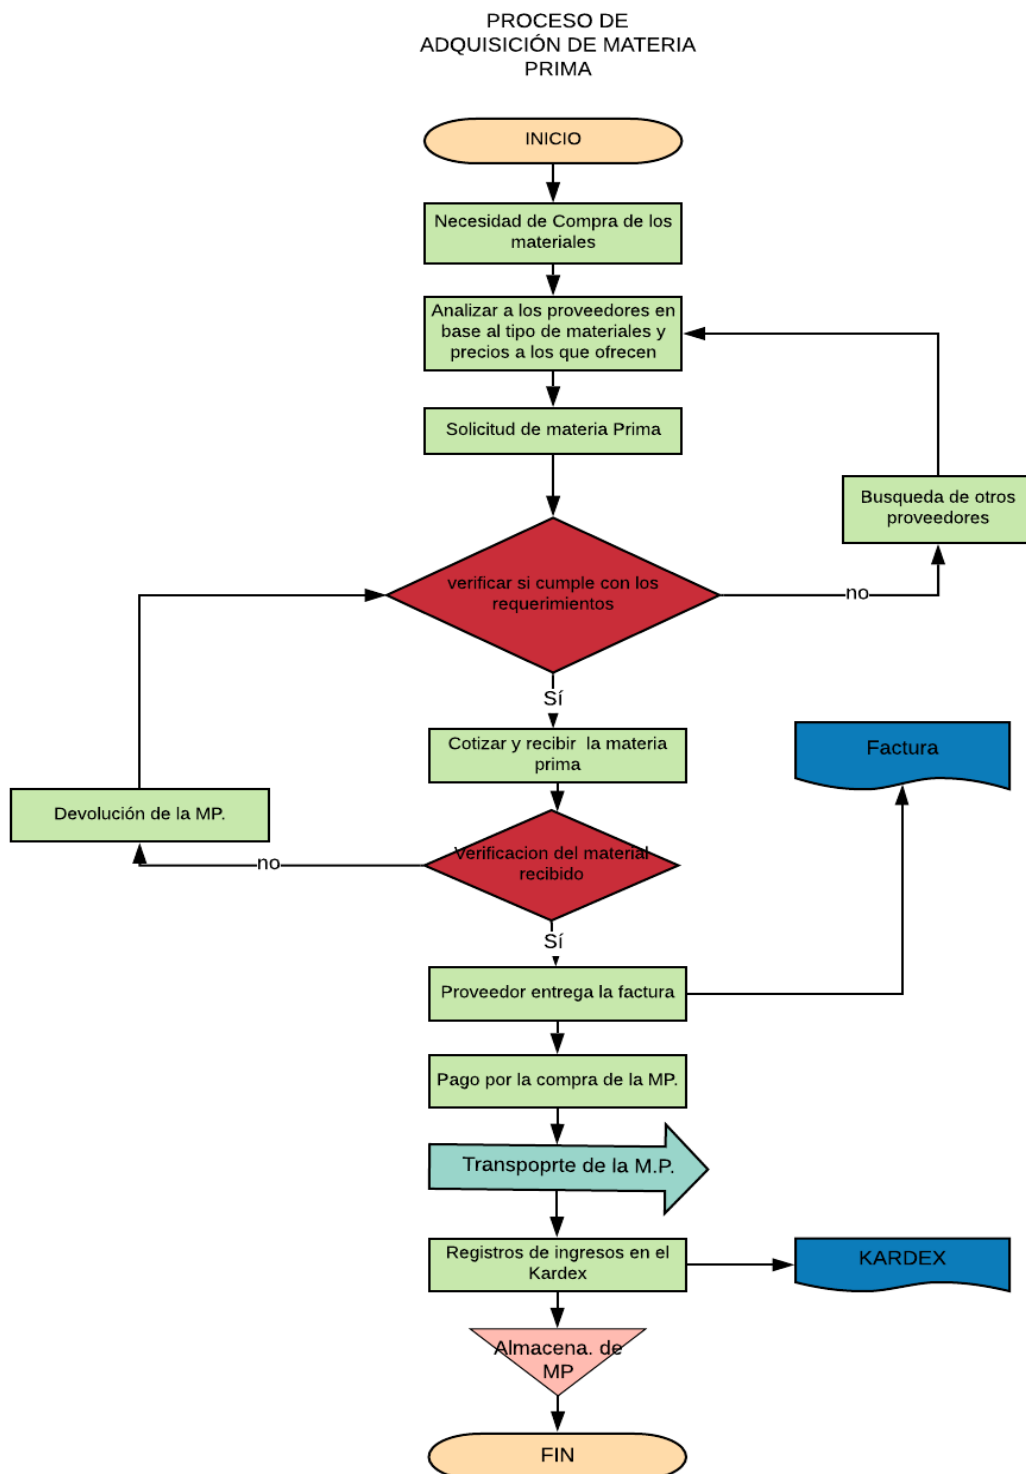 PROCESO DE
ADQUISICIÓN DE MATERIA
PRIMA
INICIO
Necesidad de Compra de los
materiales
Analizar a los proveedores en
base al tipo de materiales y
precios a los que ofrecen
Solicitud de materia Prima
Busqueda de otros
proveedores
verificar si cumple con los
requerimientos
no
Sí
Cotizar y recibir la materia
prima
Factura
Devolución de la MP.
Verificacion del material
recibido
no
Sí
Proveedor entrega la factura
Pago por la compra de la MP.
Transpoprte de la M.P.
Registros de ingresos en el
Kardex
KARDEX
Almacena. de
MP
FIN